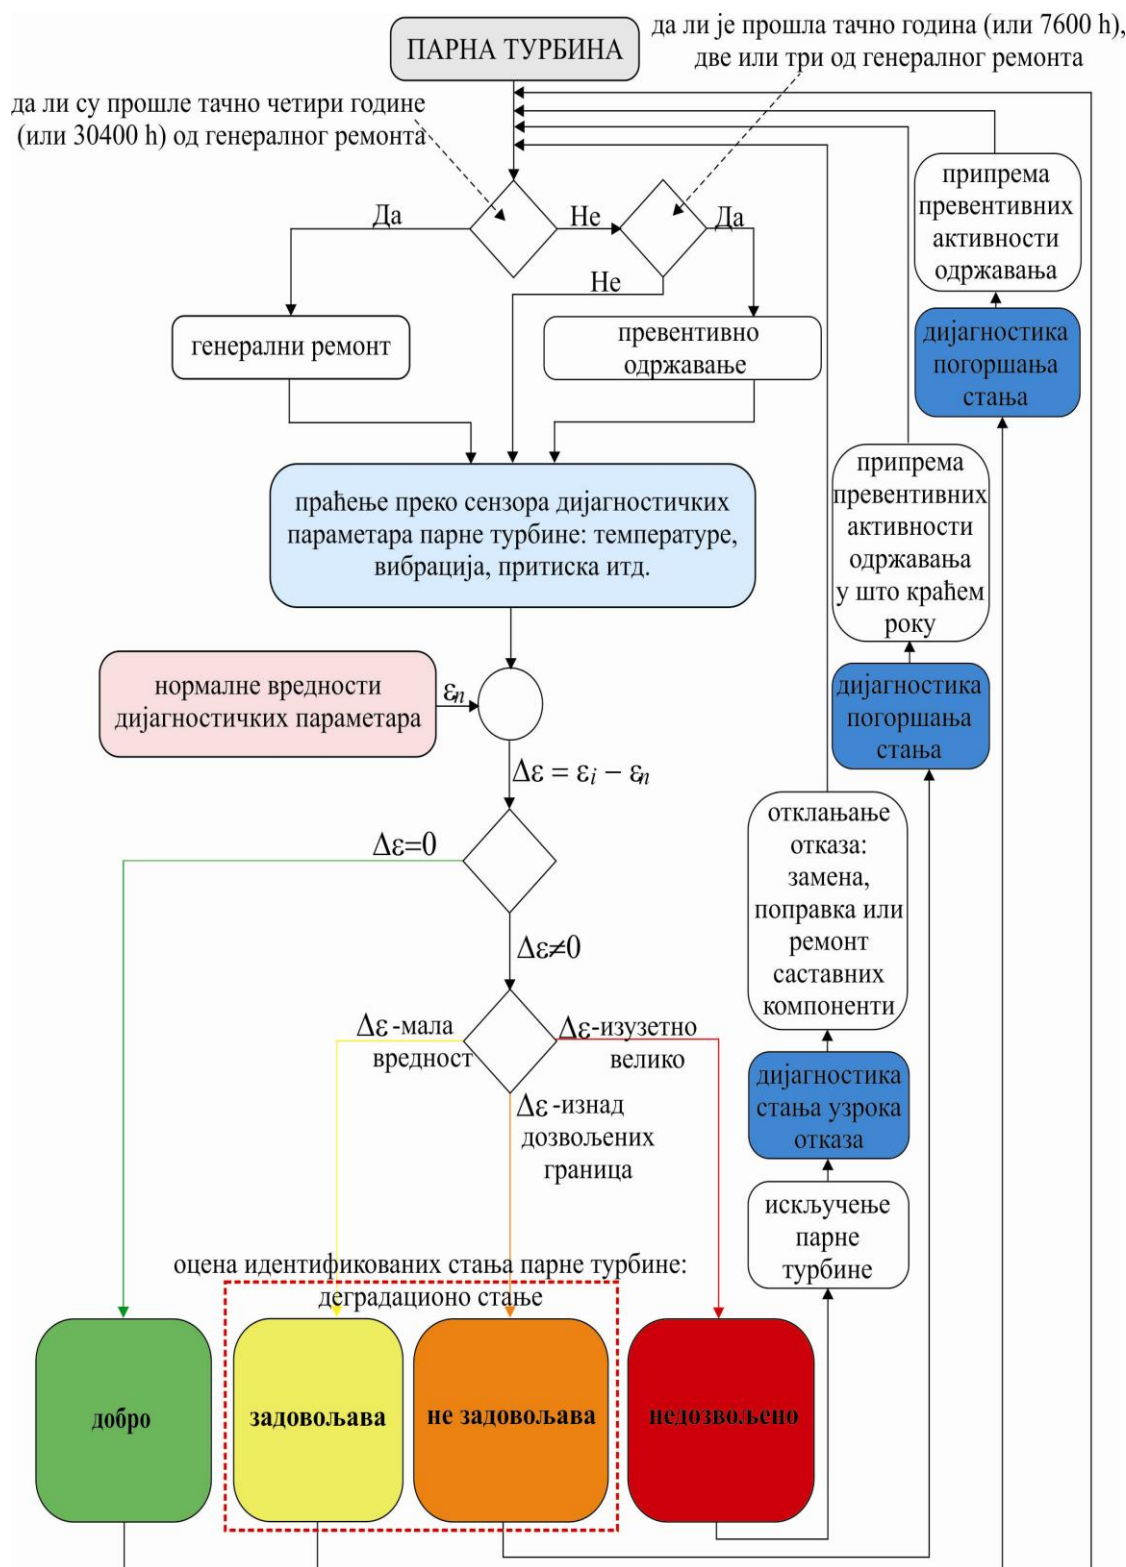 ПАРНА ТУРБИНА
да ли је прошла тачно година (или 7600 h),
две или три од генералног ремонта
да ли су прошле тачно четири године
(или 30400 h) од генералног ремонта
Да
Не
Да
Не
генерални ремонт
превентивно
одржавање
припрема
превентивних
активности
одржавања
дијагностика
погоршања
стања
праћење преко сензора дијагностичких
параметара парне турбине: температуре,
вибрација, притиска итд.
припрема
превентивних
активности
одржавања
у што краћем
року
дијагностика
погоршања
стања
нормалне вредности
дијагностичких параметара
εn
Δε = εi − εn
Δε=0
Δε≠0
отклањање
отказа:
замена,
поправка или
ремонт
саставних
компоненти
Δε-мала
вредност
Δε-изузетно
велико
Δε-изнад
дозвољених
граница
дијагностика
стања узрока
отказа
искључење
парне
турбине
оцена идентификованих стања парне турбине:
деградационо стање
добро
задовољава
не задовољава
недозвољено